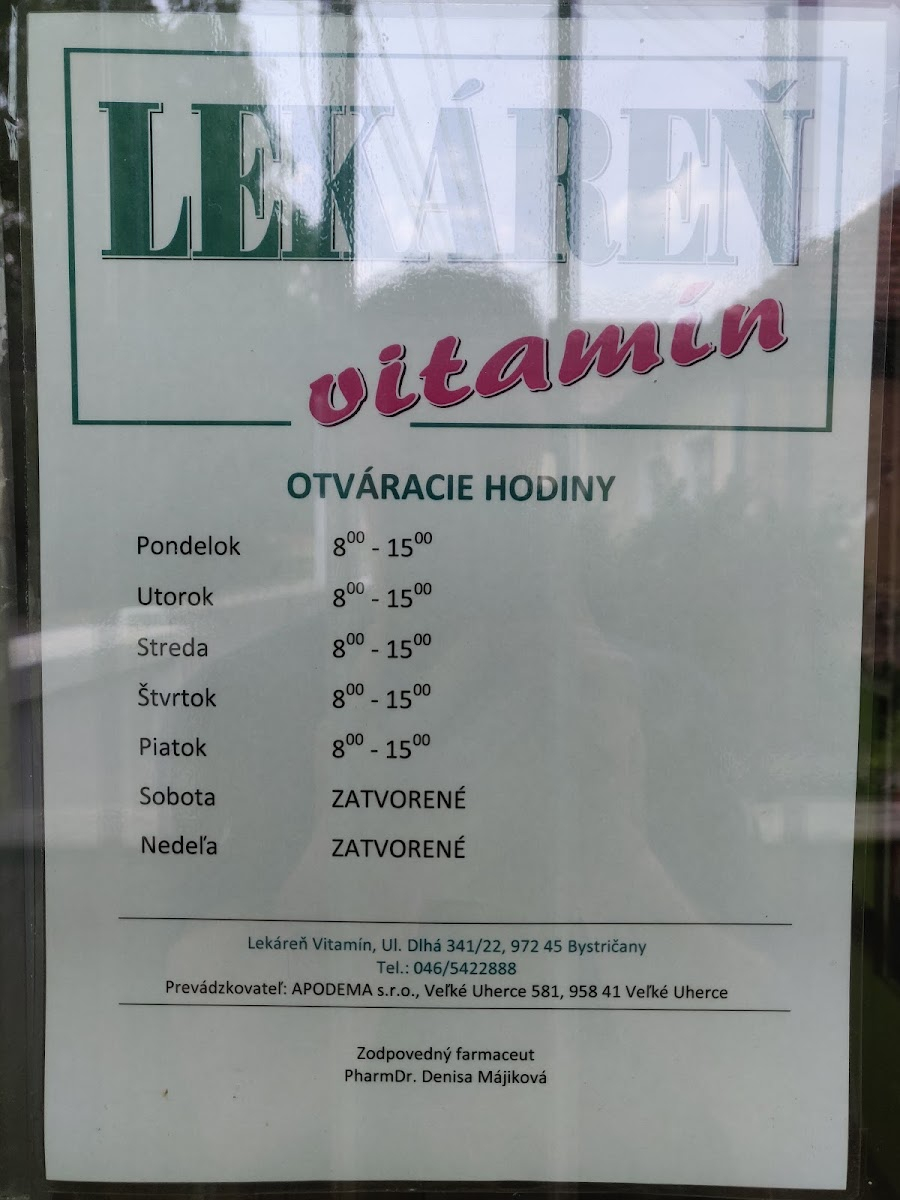 LEKÁREŇ
vitamín
OTVÁRACIE HODINY
Pondelok 8⁰⁰ - 15⁰⁰
Utorok 8⁰⁰ - 15⁰⁰
Streda 8⁰⁰ - 15⁰⁰
Štvrtok 8⁰⁰ - 15⁰⁰
Piatok 8⁰⁰ - 15⁰⁰
Sobota ZATVORENÉ
Nedeľa ZATVORENÉ
Lekáreň Vitamín, Ul. Dlhá 341/22, 972 45 Bystričany
Tel.: 046/5422888
Prevádzkovateľ: APODEMA s.r.o., Veľké Uherce 581, 958 41 Veľké Uherce
Zodpovedný farmaceut
PharmDr. Denisa Májiková